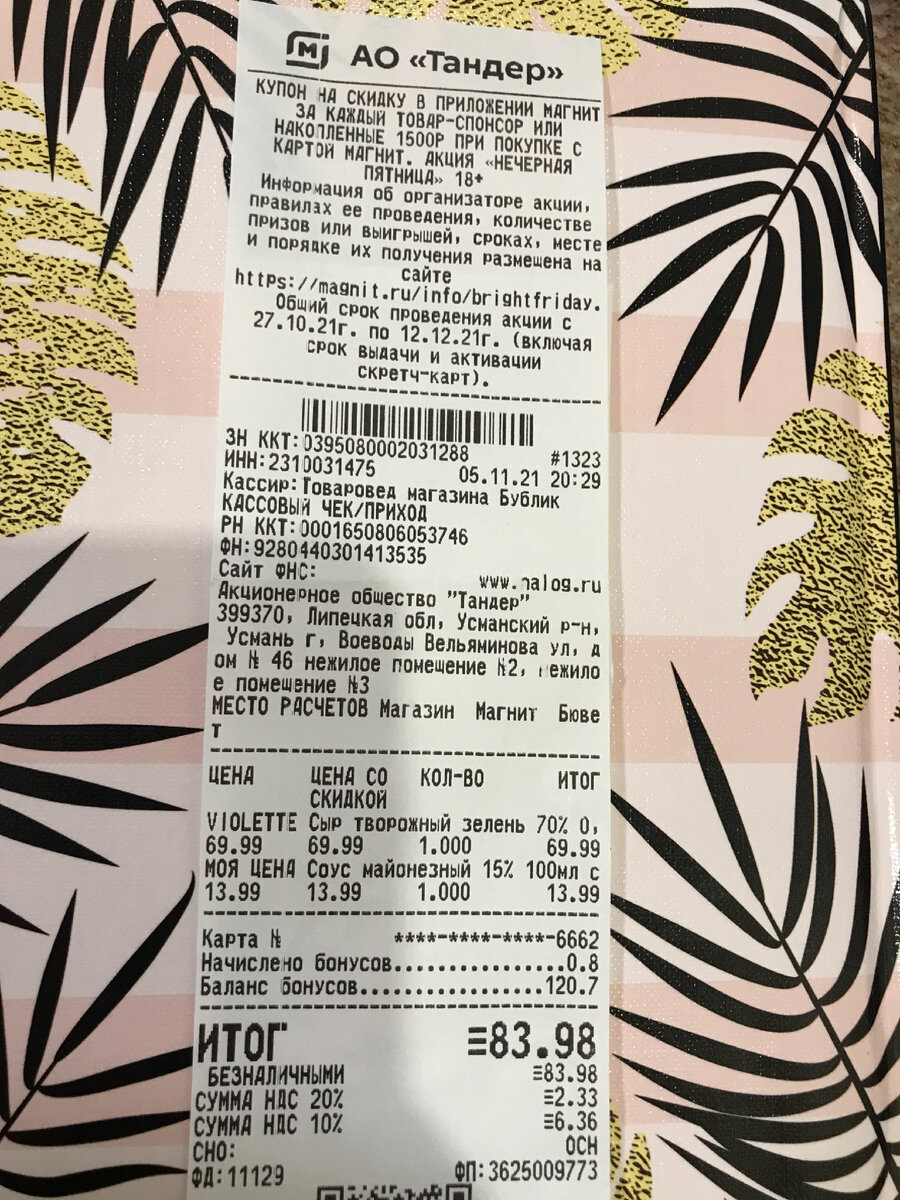 М АО «Тандер»
КУПОН НА СКИДКУ В ПРИЛОЖЕНИИ МАГНИТ
ЗА КАЖДЫЙ ТОВАР-СПОНСОР ИЛИ
НАКОПЛЕННЫЕ 1500Р ПРИ ПОКУПКЕ С
КАРТОЙ МАГНИТ. АКЦИЯ «НЕЧЕРНАЯ
ПЯТНИЦА» 18+
Информация об организаторе акции,
правилах ее проведения, количестве
призов или выигрышей, сроках, месте
и порядке их получения размещена на
сайте
https://magnit.ru/info/brightfriday.
Общий срок проведения акции с
27.10.21г. по 12.12.21г. (включая
срок выдачи и активации
скретч-карт).
ЗН ККТ:0395080002031288 #1323
ИНН:2310031475 05.11.21 20:29
Кассир:Товаровед магазина Бублик
КАССОВЫЙ ЧЕК/ПРИХОД
РН ККТ:0001650806053746
ФН:9280440301413535
Сайт ФНС: www.nalog.ru
Акционерное общество "Тандер"
399370, Липецкая обл, Усманский р-н,
Усмань г, Воеводы Вельяминова ул, д
ом № 46 нежилое помещение №2, нежило
е помещение №3
МЕСТО РАСЧЕТОВ Магазин Магнит Бюве
т
ЦЕНА ЦЕНА СО КОЛ-ВО ИТОГ
СКИДКОЙ
VIOLETTE Сыр творожный зелень 70% 0,
69.99 69.99 1.000 69.99
МОЯ ЦЕНА Соус майонезный 15% 100мл с
13.99 13.99 1.000 13.99
Карта № ****-****-****-6662
Начислено бонусов.................0.8
Баланс бонусов..................120.7
ИТОГ ≡83.98
БЕЗНАЛИЧНЫМИ ≡83.98
СУММА НДС 20% ≡2.33
СУММА НДС 10% ≡6.36
СНО: ОСН
ФД:11129 ФП:3625009773